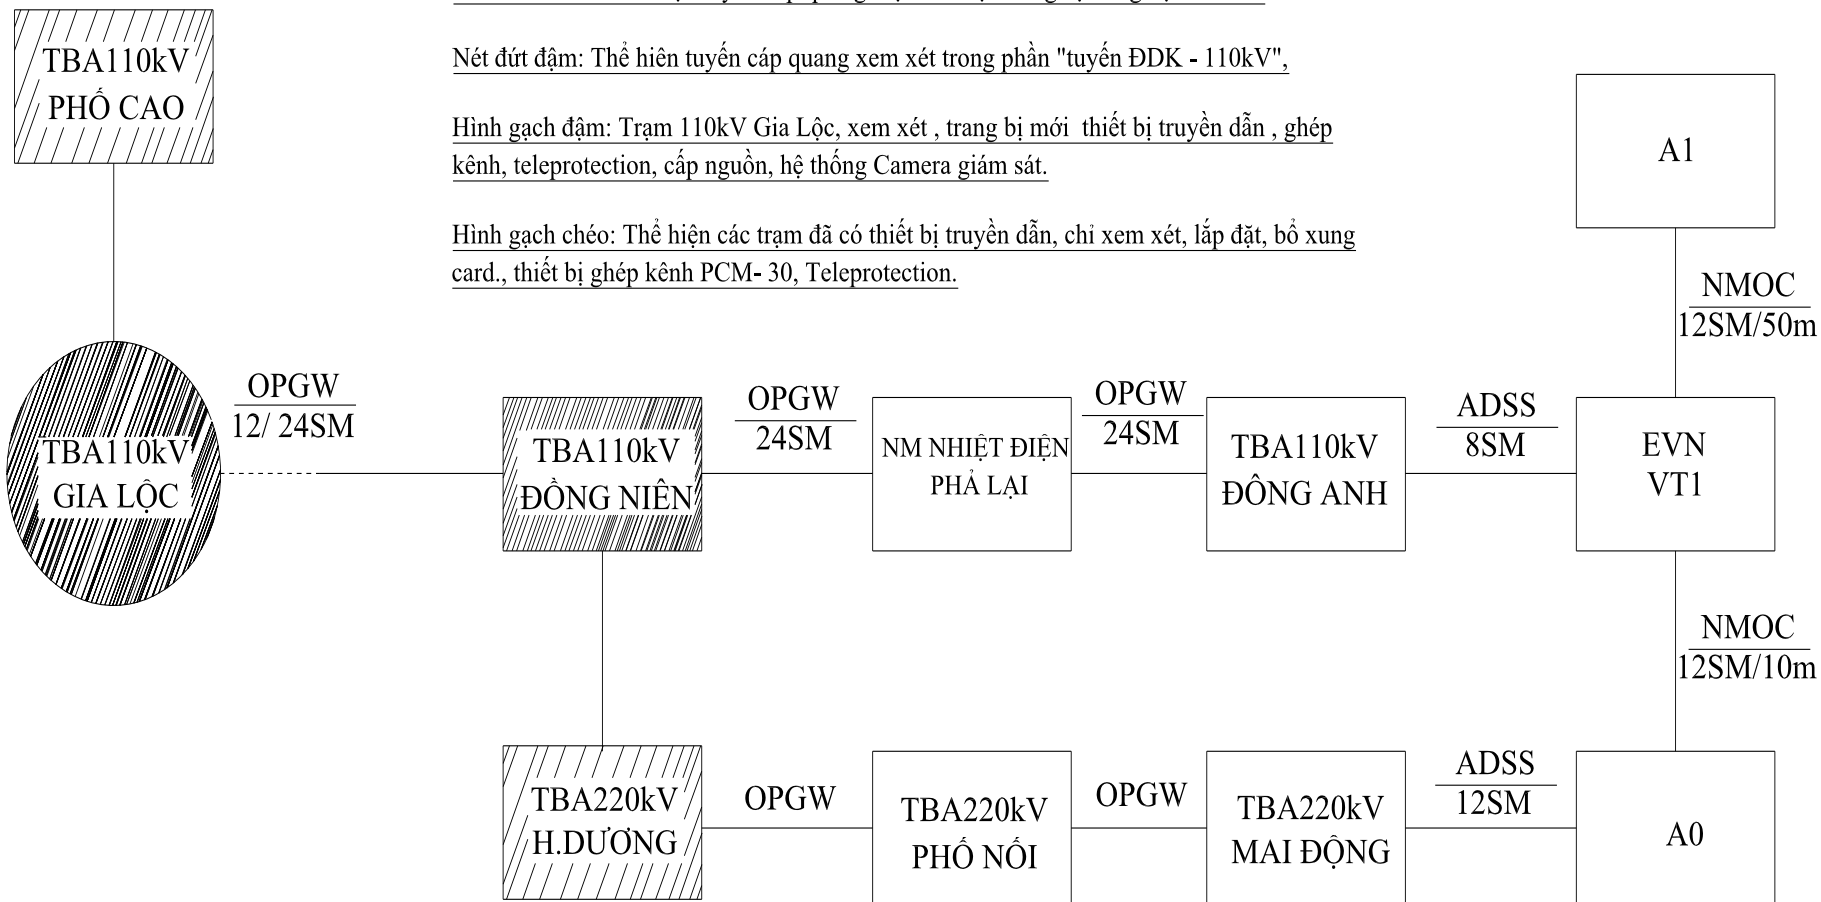 Nét đứt đậm: Thể hiên tuyến cáp quang xem xét trong phần "tuyến ĐDK - 110kV",
Hình gạch đậm: Trạm 110kV Gia Lộc, xem xét , trang bị mới thiết bị truyền dẫn , ghép
kênh, teleprotection, cấp nguồn, hệ thống Camera giám sát.
Hình gạch chéo: Thể hiện các trạm đã có thiết bị truyền dẫn, chỉ xem xét, lắp đặt, bổ xung
card., thiết bị ghép kênh PCM- 30, Teleprotection.
TBA110kV
PHỐ CAO
A1
NMOC
12SM/50m
TBA110kV
GIA LỘC
OPGW
12/ 24SM
TBA110kV
ĐỒNG NIÊN
OPGW
24SM
NM NHIỆT ĐIỆN
PHẢ LẠI
OPGW
24SM
TBA110kV
ĐÔNG ANH
ADSS
8SM
EVN
VT1
NMOC
12SM/10m
TBA220kV
H.DƯƠNG
OPGW
TBA220kV
PHỐ NỐI
OPGW
TBA220kV
MAI ĐỘNG
ADSS
12SM
A0